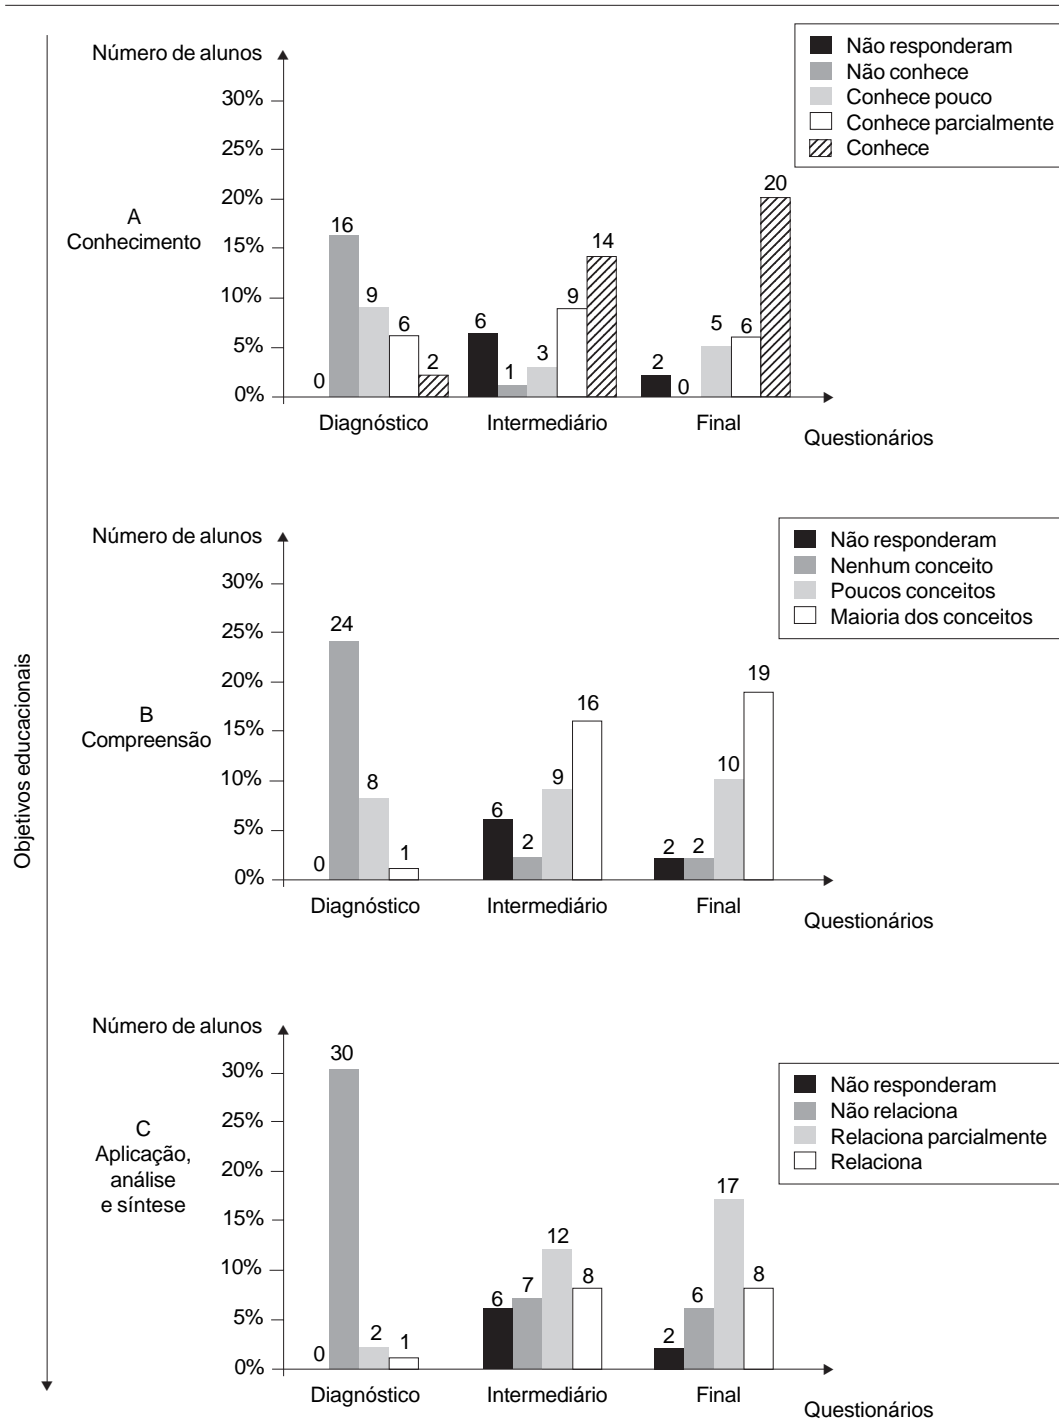 Número de alunos
Não responderam
Não conhece
Conhece pouco
Conhece parcialmente
Conhece
30%
25%
20%
15%
10%
5%
0%
A
Conhecimento
0
16
9
6
2
6
1
3
9
14
2
0
5
6
20
Diagnóstico
Intermediário
Final
Questionários
Número de alunos
Não responderam
Nenhum conceito
Poucos conceitos
Maioria dos conceitos
30%
25%
20%
15%
10%
5%
0%
Objetivos educacionais
B
Compreensão
0
24
8
1
6
2
9
16
2
2
10
19
Diagnóstico
Intermediário
Final
Questionários
Número de alunos
Não responderam
Não relaciona
Relaciona parcialmente
Relaciona
30%
25%
20%
15%
10%
5%
0%
C
Aplicação,
análise
e síntese
0
30
2
1
6
7
12
8
2
6
17
8
Diagnóstico
Intermediário
Final
Questionários